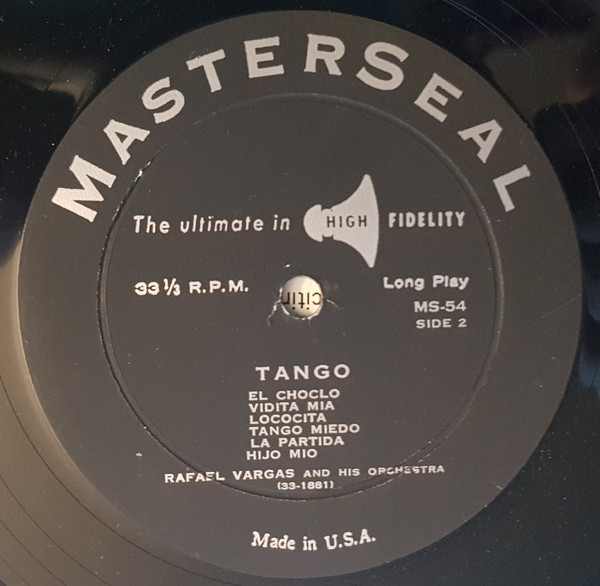 MASTERSEAL
The ultimate in HIGH FIDELITY
33 1/3 R.P.M.
Long Play
MS-54
SIDE 2
TANGO
EL CHOCLO
VIDITA MIA
LOCOCITA
TANGO MIEDO
LA PARTIDA
HIJO MIO
RAFAEL VARGAS AND HIS ORCHESTRA
(33-1881)
Made in U.S.A.